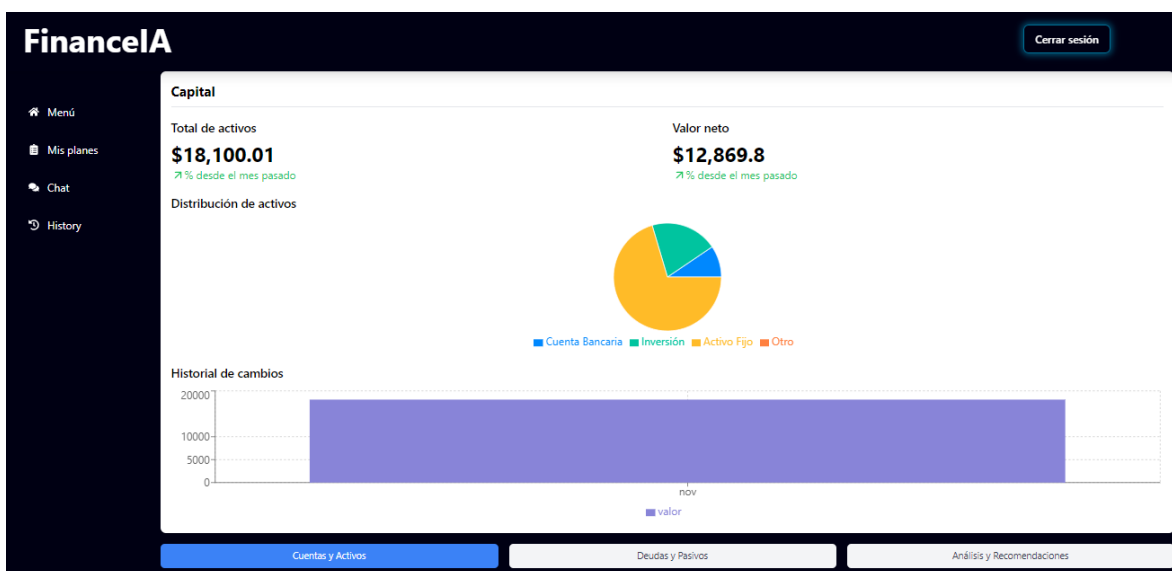 FinanceIA
Cerrar sesión
Menú
Mis planes
Chat
History
Capital
Total de activos
$18,100.01
% desde el mes pasado
Valor neto
$12,869.8
% desde el mes pasado
Distribución de activos
Cuenta Bancaria Inversión Activo Fijo Otro
Historial de cambios
20000
10000
5000
0
nov
valor
Cuentas y Activos
Deudas y Pasivos
Análisis y Recomendaciones